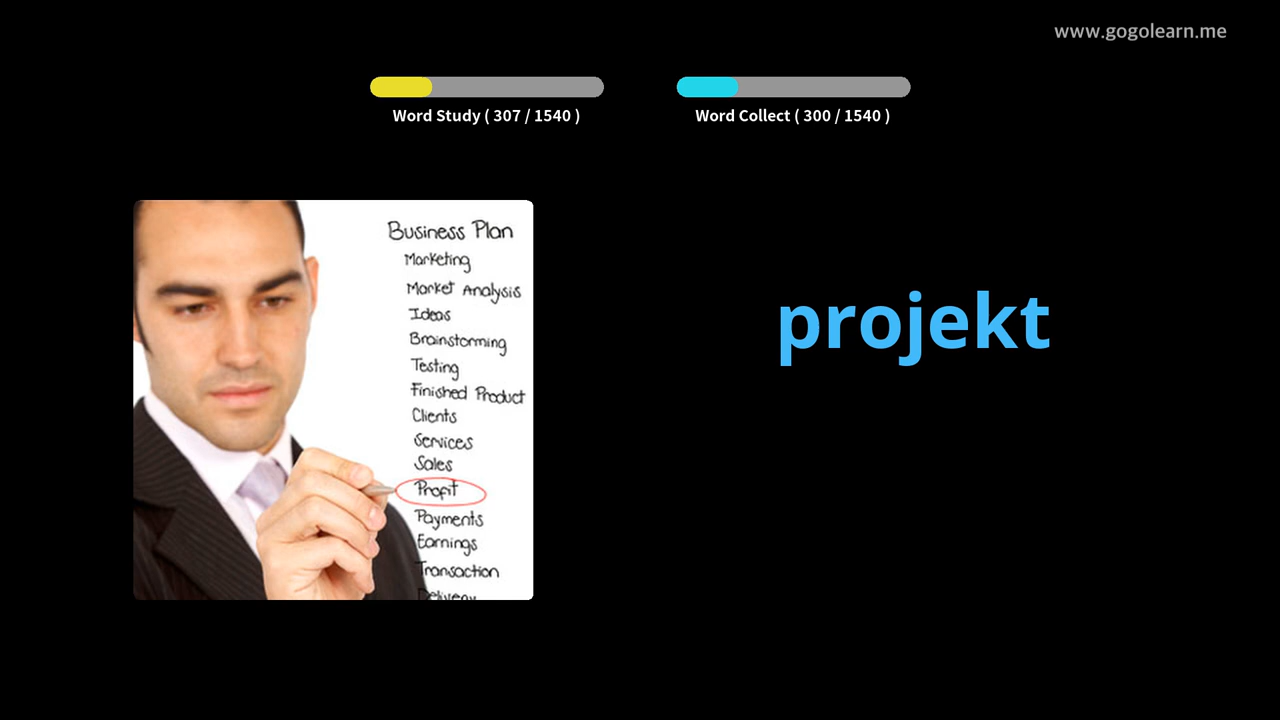 www.gogolearn.me
Word Study ( 307 / 1540 )
Word Collect ( 300 / 1540 )
Business Plan
Marketing
Market Analysis
Ideas
Brainstorming
Testing
Finished Product
Clients
Services
Sales
Profit
Payments
Earnings
Transaction
Delivery
projekt